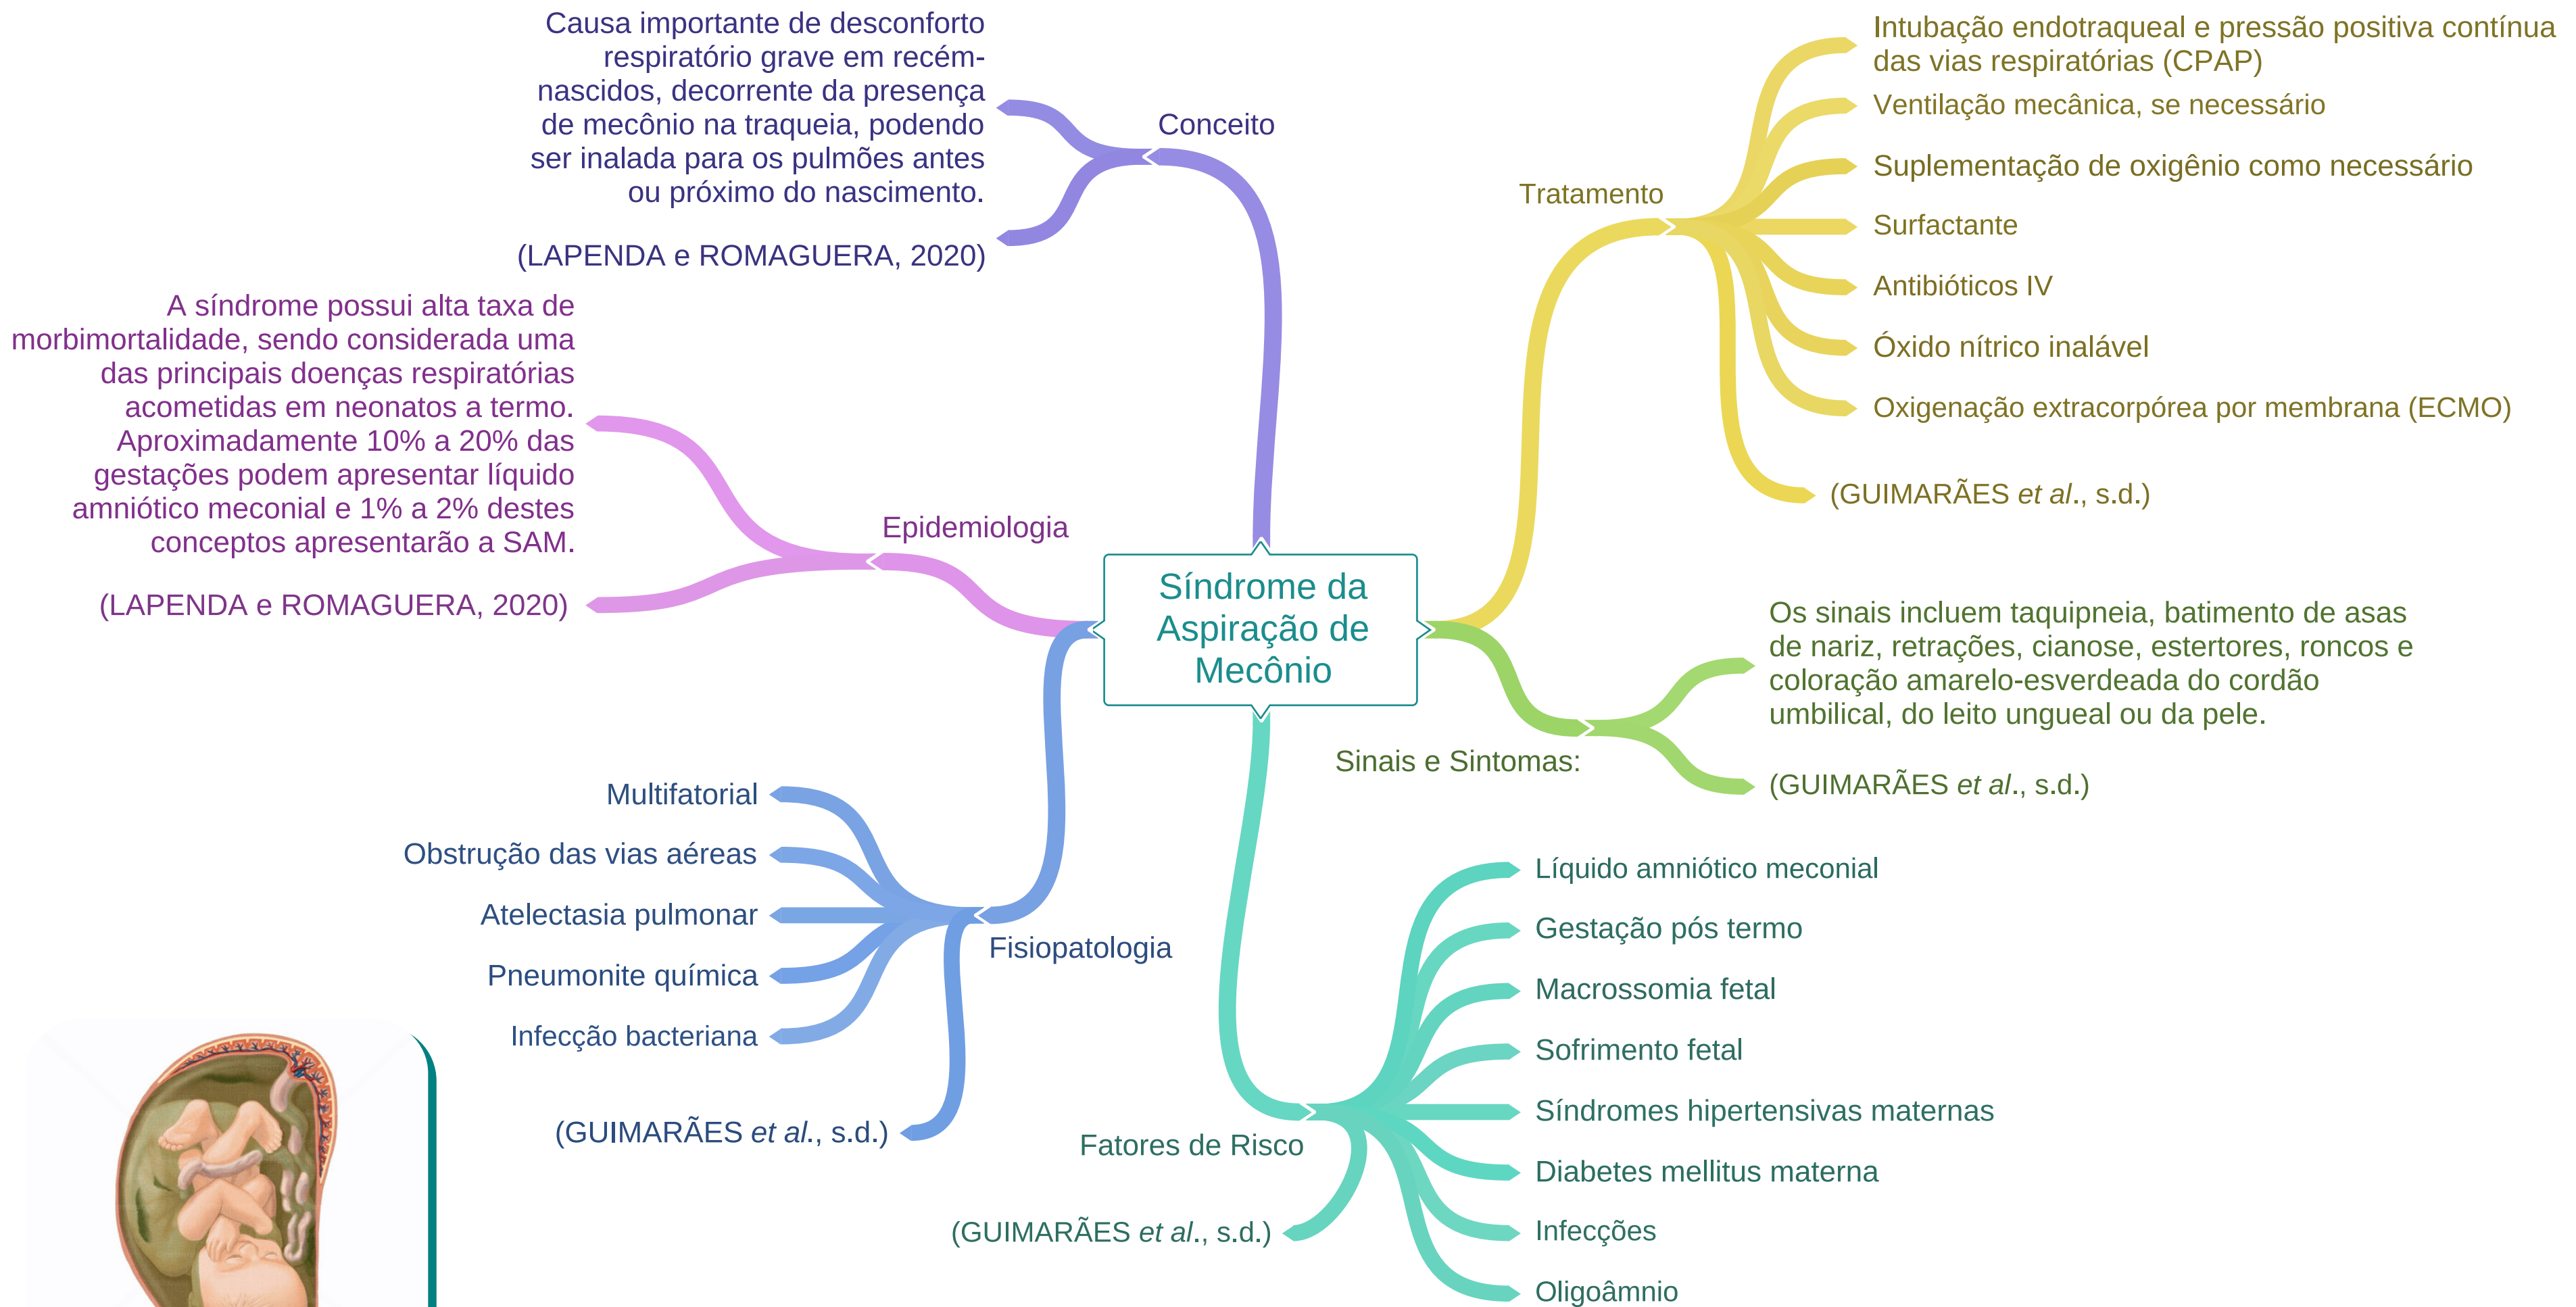 Síndrome da
Aspiração de
Mecônio
Conceito
Causa importante de desconforto
respiratório grave em recém-
nascidos, decorrente da presença
de mecônio na traqueia, podendo
ser inalada para os pulmões antes
ou próximo do nascimento.
(LAPENDA e ROMAGUERA, 2020)
Epidemiologia
A síndrome possui alta taxa de
morbimortalidade, sendo considerada uma
das principais doenças respiratórias
acometidas em neonatos a termo.
Aproximadamente 10% a 20% das
gestações podem apresentar líquido
amniótico meconial e 1% a 2% destes
conceptos apresentarão a SAM.
(LAPENDA e ROMAGUERA, 2020)
Fisiopatologia
Multifatorial
Obstrução das vias aéreas
Atelectasia pulmonar
Pneumonite química
Infecção bacteriana
(GUIMARÃES et al., s.d.)
Tratamento
Intubação endotraqueal e pressão positiva contínua
das vias respiratórias (CPAP)
Ventilação mecânica, se necessário
Suplementação de oxigênio como necessário
Surfactante
Antibióticos IV
Óxido nítrico inalável
Oxigenação extracorpórea por membrana (ECMO)
(GUIMARÃES et al., s.d.)
Sinais e Sintomas:
Os sinais incluem taquipneia, batimento de asas
de nariz, retrações, cianose, estertores, roncos e
coloração amarelo-esverdeada do cordão
umbilical, do leito ungueal ou da pele.
(GUIMARÃES et al., s.d.)
Fatores de Risco
Líquido amniótico meconial
Gestação pós termo
Macrossomia fetal
Sofrimento fetal
Síndromes hipertensivas maternas
Diabetes mellitus materna
Infecções
Oligoâmnio
(GUIMARÃES et al., s.d.)